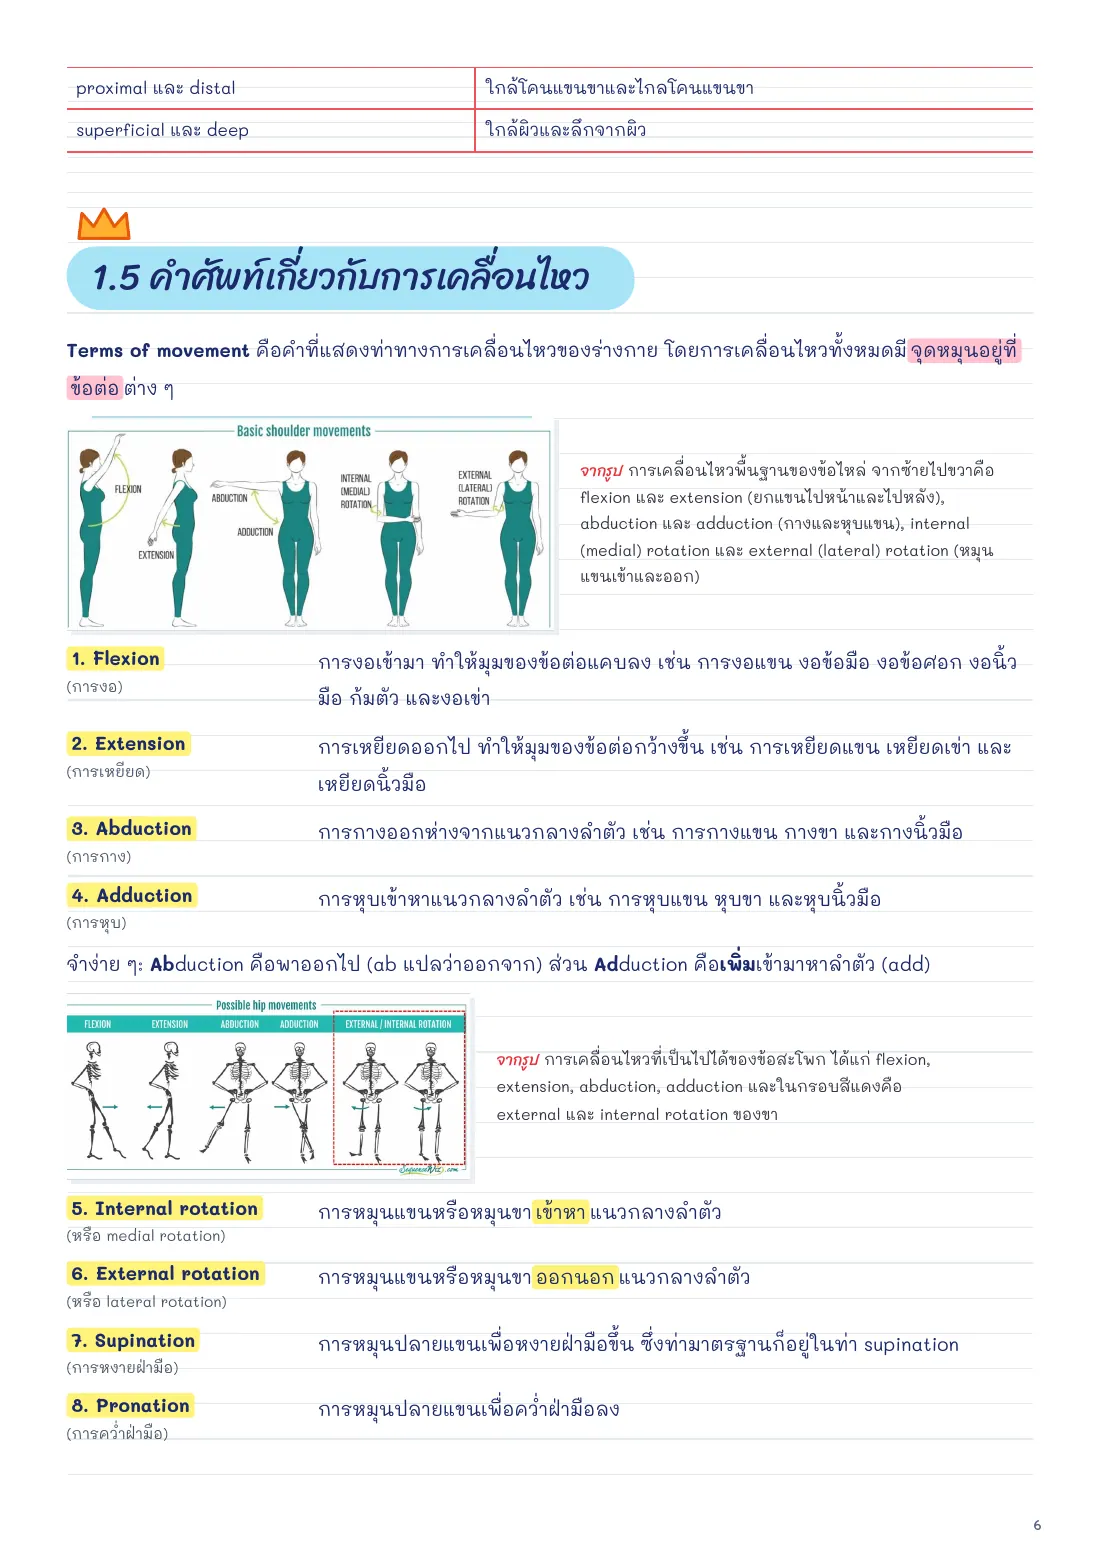 proximal และ distal
ใกล้โคนแขนขาและไกลโคนแขนขา
superficial และ deep
ใกล้ผิวและลึกจากผิว
1.5 คำศัพท์เกี่ยวกับการเคลื่อนไหว
Terms of movement คือคำที่แสดงท่าทางการเคลื่อนไหวของร่างกาย โดยการเคลื่อนไหวทั้งหมดมีจุดหมุนอยู่ที่
ข้อต่อต่าง ๆ
Basic shoulder movements
FLEXION
EXTENSION
ABDUCTION
ADDUCTION
INTERNAL
(MEDIAL)
ROTATION
EXTERNAL
(LATERAL)
ROTATION
จากรูป การเคลื่อนไหวพื้นฐานของข้อไหล่ จากซ้ายไปขวาคือ
flexion และ extension (ยกแขนไปหน้าและไปหลัง),
abduction และ adduction (กางและหุบแขน), internal
(medial) rotation และ external (lateral) rotation (หมุน
แขนเข้าและออก)
1. Flexion
(การงอ)
การงอเข้ามา ทำให้มุมของข้อต่อแคบลง เช่น การงอแขน งอข้อมือ งอข้อศอก งอนิ้ว
มือ ก้มตัว และงอเข่า
2. Extension
(การเหยียด)
การเหยียดออกไป ทำให้มุมของข้อต่อกว้างขึ้น เช่น การเหยียดแขน เหยียดเข่า และ
เหยียดนิ้วมือ
3. Abduction
(การกาง)
การกางออกห่างจากแนวกลางลำตัว เช่น การกางแขน กางขา และกางนิ้วมือ
4. Adduction
(การหุบ)
การหุบเข้าหาแนวกลางลำตัว เช่น การหุบแขน หุบขา และหุบนิ้วมือ
จำง่าย ๆ: Abduction คือพาออกไป (ab แปลว่าออกจาก) ส่วน Adduction คือเพิ่มเข้ามาหาลำตัว (add)
Possible hip movements
FLEXION EXTENSION ABDUCTION ADDUCTION EXTERNAL / INTERNAL ROTATION
SequenceWiz.com
จากรูป การเคลื่อนไหวที่เป็นไปได้ของข้อสะโพก ได้แก่ flexion,
extension, abduction, adduction และในกรอบสีแดงคือ
external และ internal rotation ของขา
5. Internal rotation
(หรือ medial rotation)
การหมุนแขนหรือหมุนขาเข้าหาแนวกลางลำตัว
6. External rotation
(หรือ lateral rotation)
การหมุนแขนหรือหมุนขาออกนอกแนวกลางลำตัว
7. Supination
(การหงายฝ่ามือ)
การหมุนปลายแขนเพื่อหงายฝ่ามือขึ้น ซึ่งท่ามาตรฐานก็อยู่ในท่า supination
8. Pronation
(การคว่ำฝ่ามือ)
การหมุนปลายแขนเพื่อคว่ำฝ่ามือลง
6